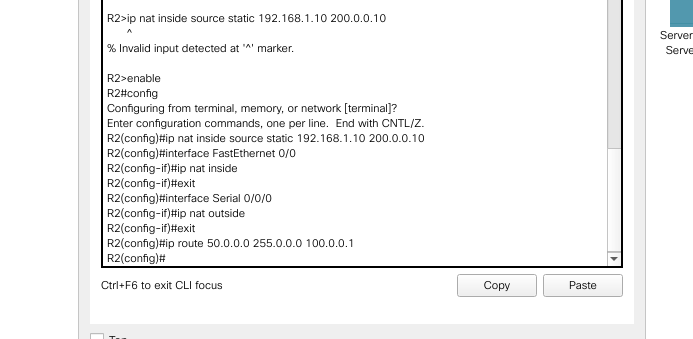 R2>ip nat inside source static 192.168.1.10 200.0.0.10
^
% Invalid input detected at '^' marker.
R2>enable
R2#config
Configuring from terminal, memory, or network [terminal]?
Enter configuration commands, one per line. End with CNTL/Z.
R2(config)#ip nat inside source static 192.168.1.10 200.0.0.10
R2(config)#interface FastEthernet 0/0
R2(config-if)#ip nat inside
R2(config-if)#exit
R2(config)#interface Serial 0/0/0
R2(config-if)#ip nat outside
R2(config-if)#exit
R2(config)#ip route 50.0.0.0 255.0.0.0 100.0.0.1
R2(config)#
Ctrl+F6 to exit CLI focus
Copy
Paste
Top
Server
Serve